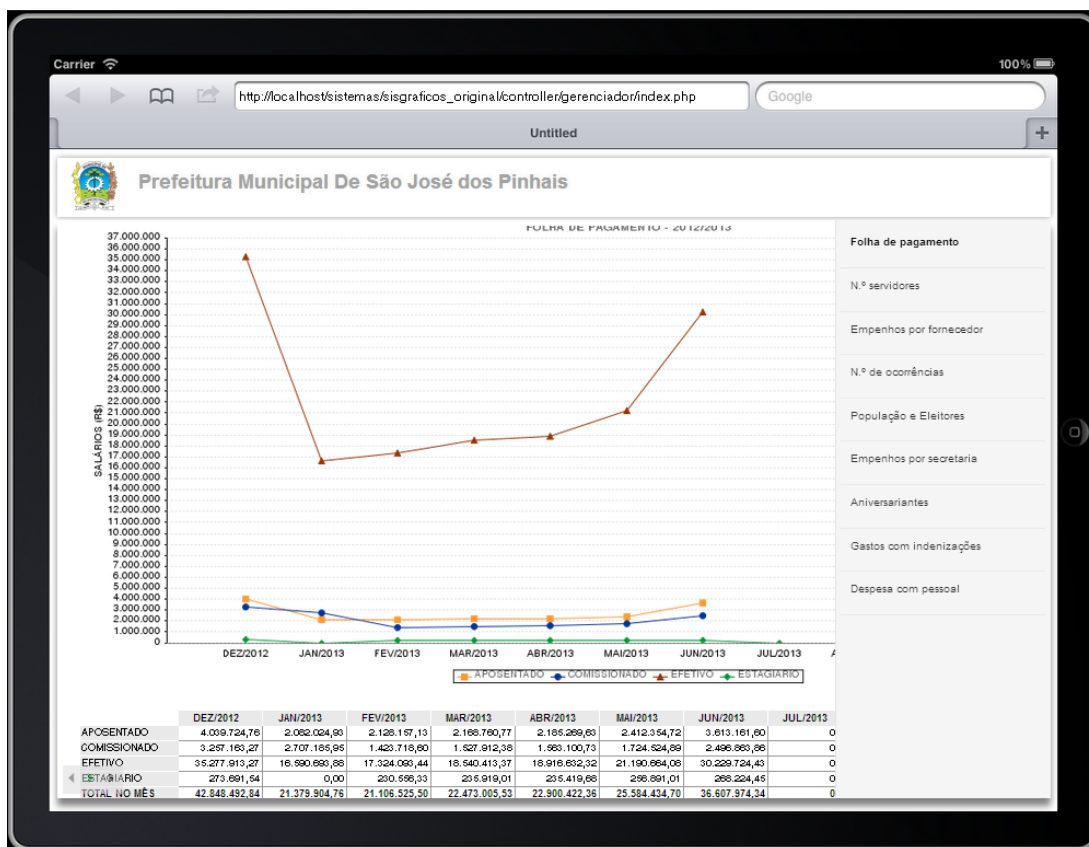 Carrier
100%
http://localhost/sistemas/sisgraficos_original/controller/gerenciador/index.php
Google
Untitled
+
Prefeitura Municipal De São José dos Pinhais
FOLHA DE PAGAMENTO - 2012/2013
37.000.000
36.000.000
35.000.000
34.000.000
33.000.000
32.000.000
31.000.000
30.000.000
29.000.000
28.000.000
27.000.000
26.000.000
25.000.000
24.000.000
23.000.000
22.000.000
21.000.000
20.000.000
19.000.000
18.000.000
17.000.000
16.000.000
15.000.000
14.000.000
13.000.000
12.000.000
11.000.000
10.000.000
9.000.000
8.000.000
7.000.000
6.000.000
5.000.000
4.000.000
3.000.000
2.000.000
1.000.000
0
SALÁRIOS (R$)
DEZ/2012 JAN/2013 FEV/2013 MAR/2013 ABR/2013 MAI/2013 JUN/2013 JUL/2013
APOSENTADO COMISSIONADO EFETIVO ESTAGIARIO
DEZ/2012 JAN/2013 FEV/2013 MAR/2013 ABR/2013 MAI/2013 JUN/2013 JUL/2013
APOSENTADO 4.039.724,76 2.082.024,93 2.128.157,13 2.168.760,77 2.185.269,63 2.412.354,72 3.613.161,60 0
COMISSIONADO 3.257.163,27 2.707.185,95 1.423.718,60 1.527.912,38 1.563.100,73 1.724.524,89 2.496.863,86 0
EFETIVO 35.277.913,27 16.590.693,88 17.324.093,44 18.540.413,37 18.916.632,32 21.190.664,08 30.229.724,43 0
ESTAGIARIO 273.691,54 0,00 230.556,33 235.919,01 235.419,68 256.891,01 268.224,45 0
TOTAL NO MÊS 42.848.492,84 21.379.904,76 21.106.525,50 22.473.005,53 22.900.422,36 25.584.434,70 36.607.974,34 0
Folha de pagamento
N.º servidores
Empenhos por fornecedor
N.º de ocorrências
População e Eleitores
Empenhos por secretaria
Aniversariantes
Gastos com indenizações
Despesa com pessoal